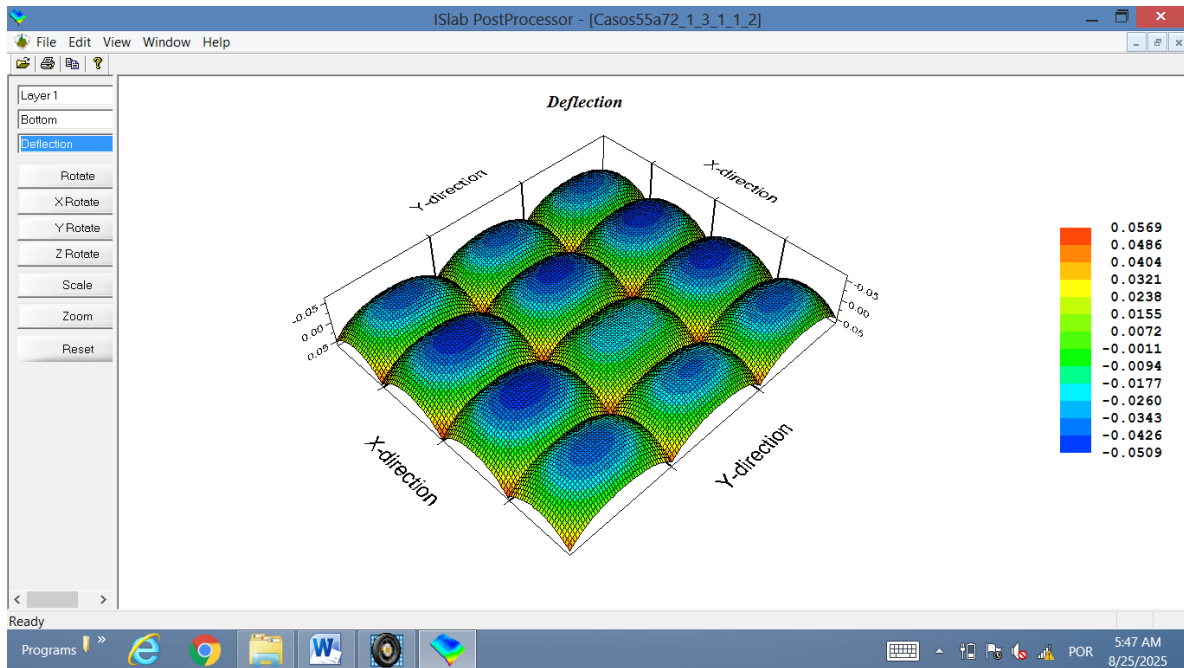 ISlab PostProcessor - [Casos55a72_1_3_1_1_2]
File Edit View Window Help
Layer 1
Bottom
Deflection
Rotate
X Rotate
Y Rotate
Z Rotate
Scale
Zoom
Reset
Deflection
Y-direction
X-direction
-0.05
0.00
0.05
-0.05
-0.00
-0.05
X-direction
Y-direction
0.0569
0.0486
0.0404
0.0321
0.0238
0.0155
0.0072
-0.0011
-0.0094
-0.0177
-0.0260
-0.0343
-0.0426
-0.0509
Ready
Programs
POR
5:47 AM
8/25/2025